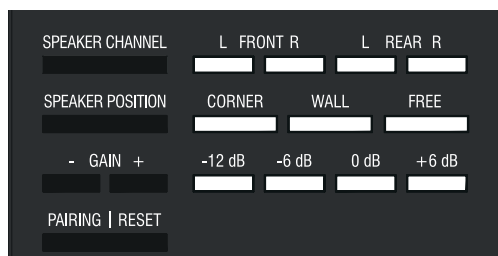 SPEAKER CHANNEL L FRONT R L REAR R
SPEAKER POSITION CORNER WALL FREE
- GAIN + -12 dB -6 dB 0 dB +6 dB
PAIRING | RESET